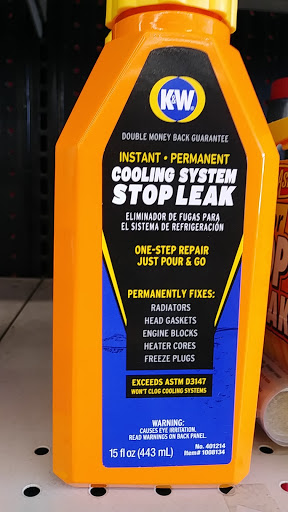 K&W.
DOUBLE MONEY BACK GUARANTEE
INSTANT • PERMANENT
COOLING SYSTEM
STOP LEAK
ELIMINADOR DE FUGAS PARA
EL SISTEMA DE REFRIGERACIÓN
ONE-STEP REPAIR
JUST POUR & GO
PERMANENTLY FIXES:
RADIATORS
HEAD GASKETS
ENGINE BLOCKS
HEATER CORES
FREEZE PLUGS
EXCEEDS ASTM D3147
WON'T CLOG COOLING SYSTEMS
WARNING:
CAUSES EYE IRRITATION.
READ WARNINGS ON BACK PANEL.
15 fl oz (443 mL)
No. 401214
Item# 1008134